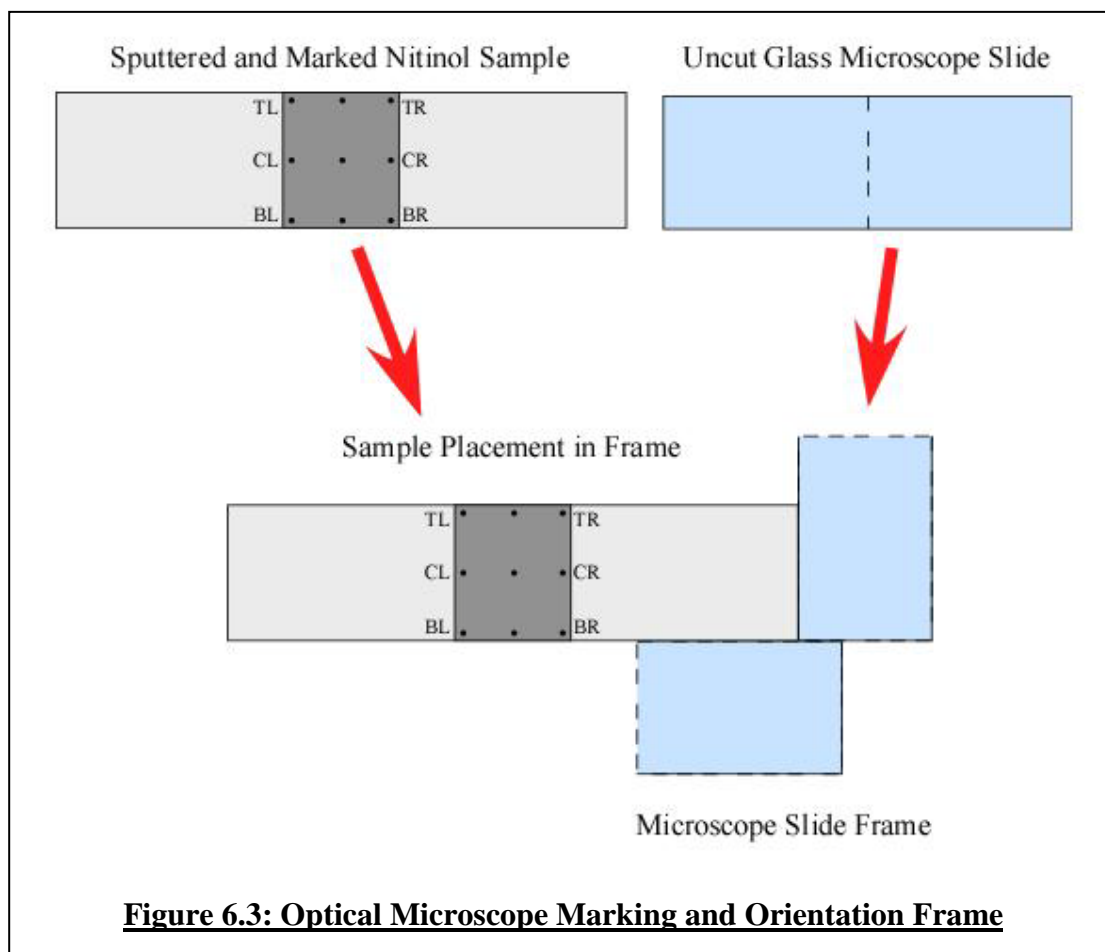 Sputtered and Marked Nitinol Sample
Uncut Glass Microscope Slide
TL TR
CL CR
BL BR
Sample Placement in Frame
TL TR
CL CR
BL BR
Microscope Slide Frame
Figure 6.3: Optical Microscope Marking and Orientation Frame